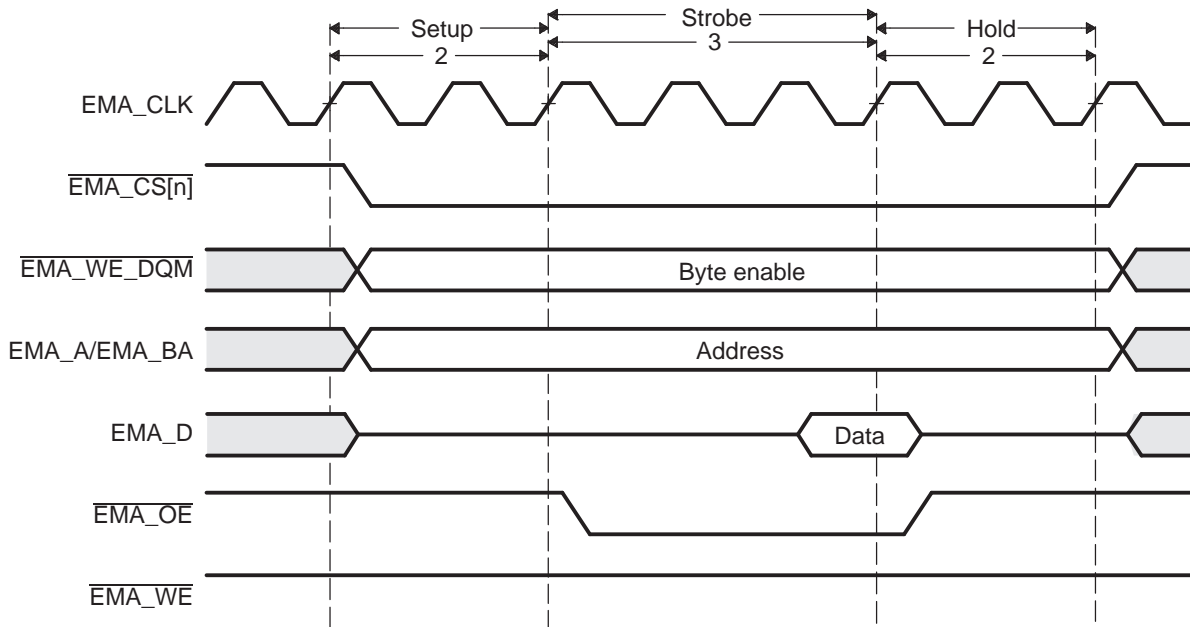 Setup
Strobe
Hold
2
3
2
EMA_CLK
EMA_CS[n]
EMA_WE_DQM
Byte enable
EMA_A/EMA_BA
Address
EMA_D
Data
EMA_OE
EMA_WE